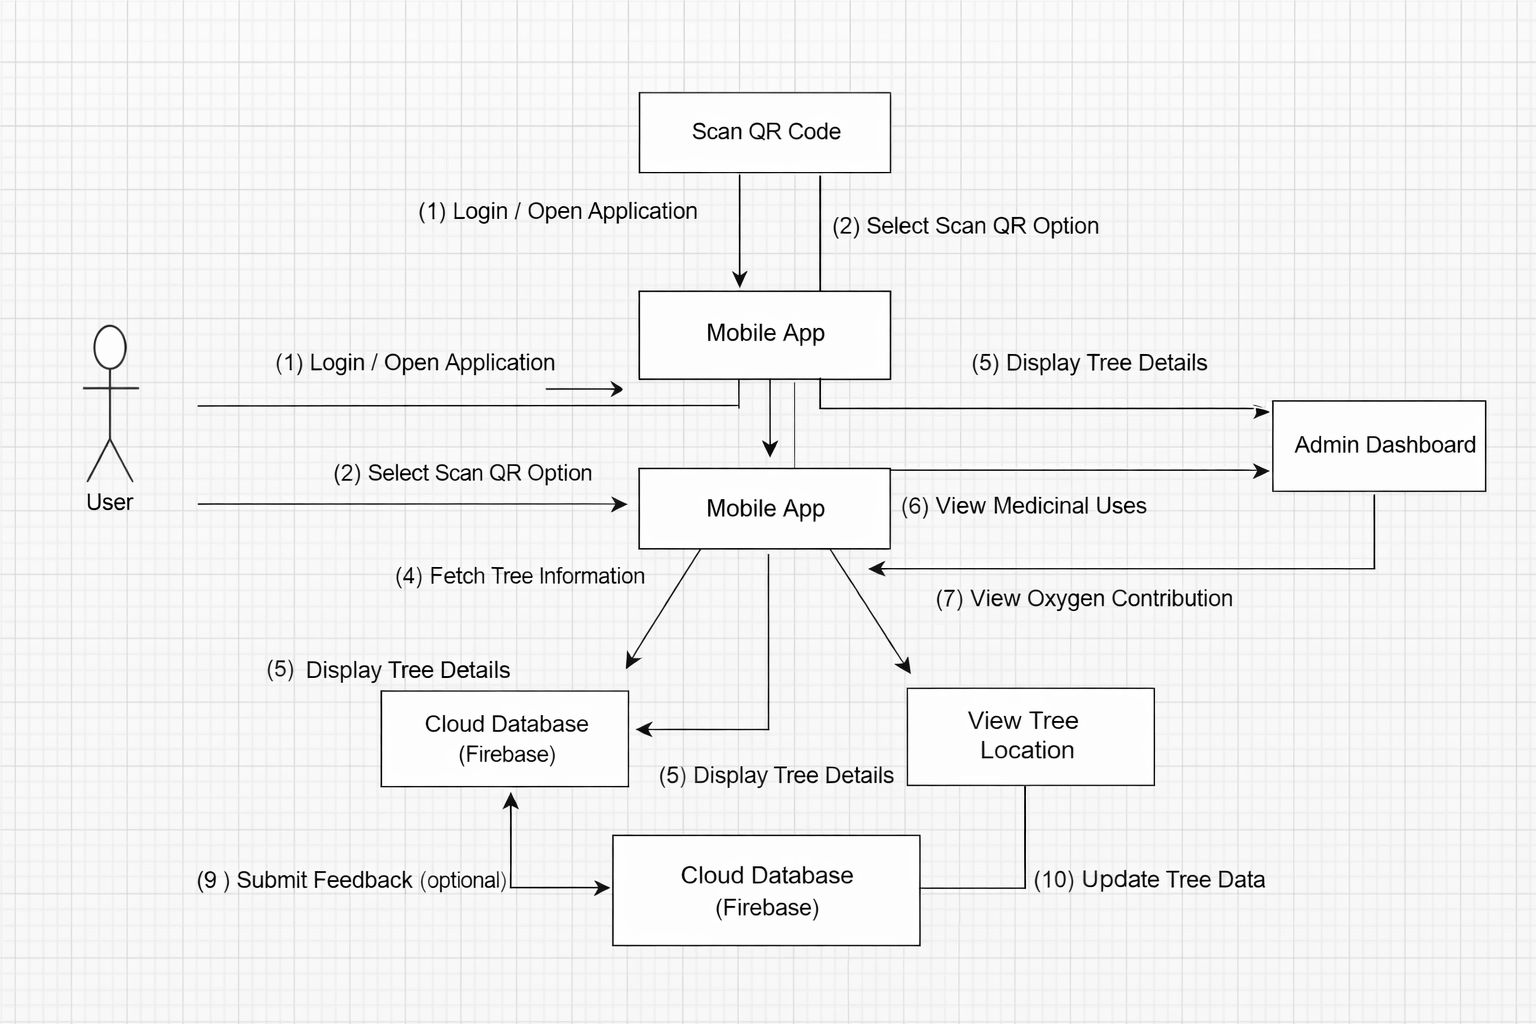 Scan QR Code
(1) Login / Open Application
(2) Select Scan QR Option
Mobile App
(1) Login / Open Application
(5) Display Tree Details
Admin Dashboard
(2) Select Scan QR Option
User
Mobile App
(6) View Medicinal Uses
(4) Fetch Tree Information
(7) View Oxygen Contribution
(5) Display Tree Details
Cloud Database
(Firebase)
View Tree
Location
(5) Display Tree Details
(9 ) Submit Feedback (optional)
Cloud Database
(Firebase)
(10) Update Tree Data